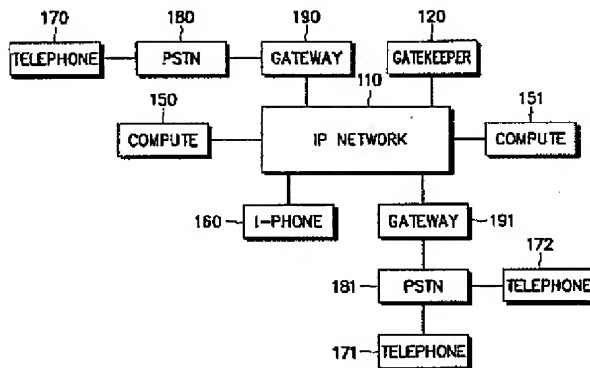 170 180 190 120
TELEPHONE PSTN GATEWAY GATEKEEPER
150 110 151
COMPUTE IP NETWORK COMPUTE
160 I-PHONE GATEWAY 191
172
181 PSTN TELEPHONE
171 TELEPHONE